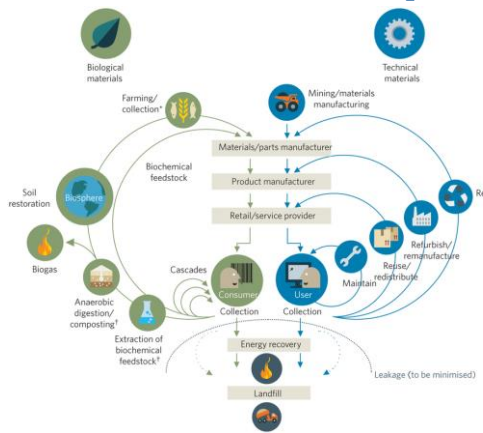 Biological
materials
Technical
materials
Farming/
collection*
Mining/materials
manufacturing
Materials/parts manufacturer
Biochemical
feedstock
Product manufacturer
Soil
restoration
Biosphere
Retail/service provider
Re
Refurbish/
remanufacture
Reuse/
redistribute
Maintain
Biogas
Cascades
Consumer
User
Anaerobic
digestion/
composting†
Collection
Collection
Extraction of
biochemical
feedstock†
Energy recovery
Leakage (to be minimised)
Landfill